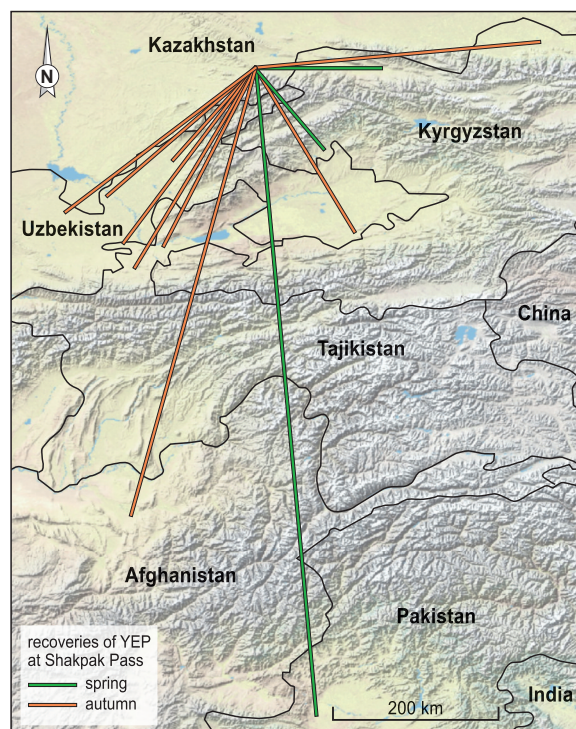 Kazakhstan
N
Kyrgyzstan
Uzbekistan
China
Tajikistan
Afghanistan
Pakistan
recoveries of YEP
at Shakpak Pass
spring
autumn
200 km
India